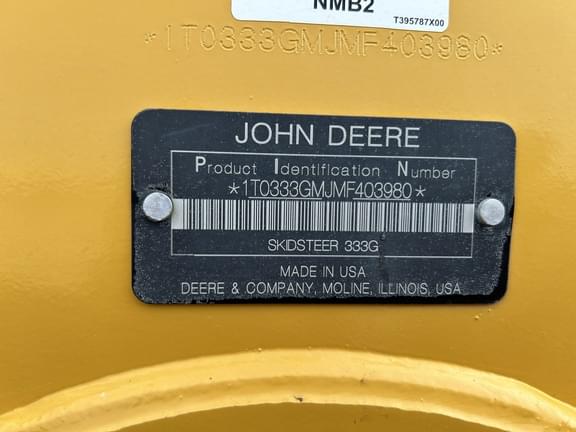 NMB2
T395787X00
*1T0333GMJMF403980*
JOHN DEERE
Product Identification Number
*1T0333GMJMF403980*
SKIDSTEER 333G
MADE IN USA
DEERE & COMPANY, MOLINE, ILLINOIS, USA